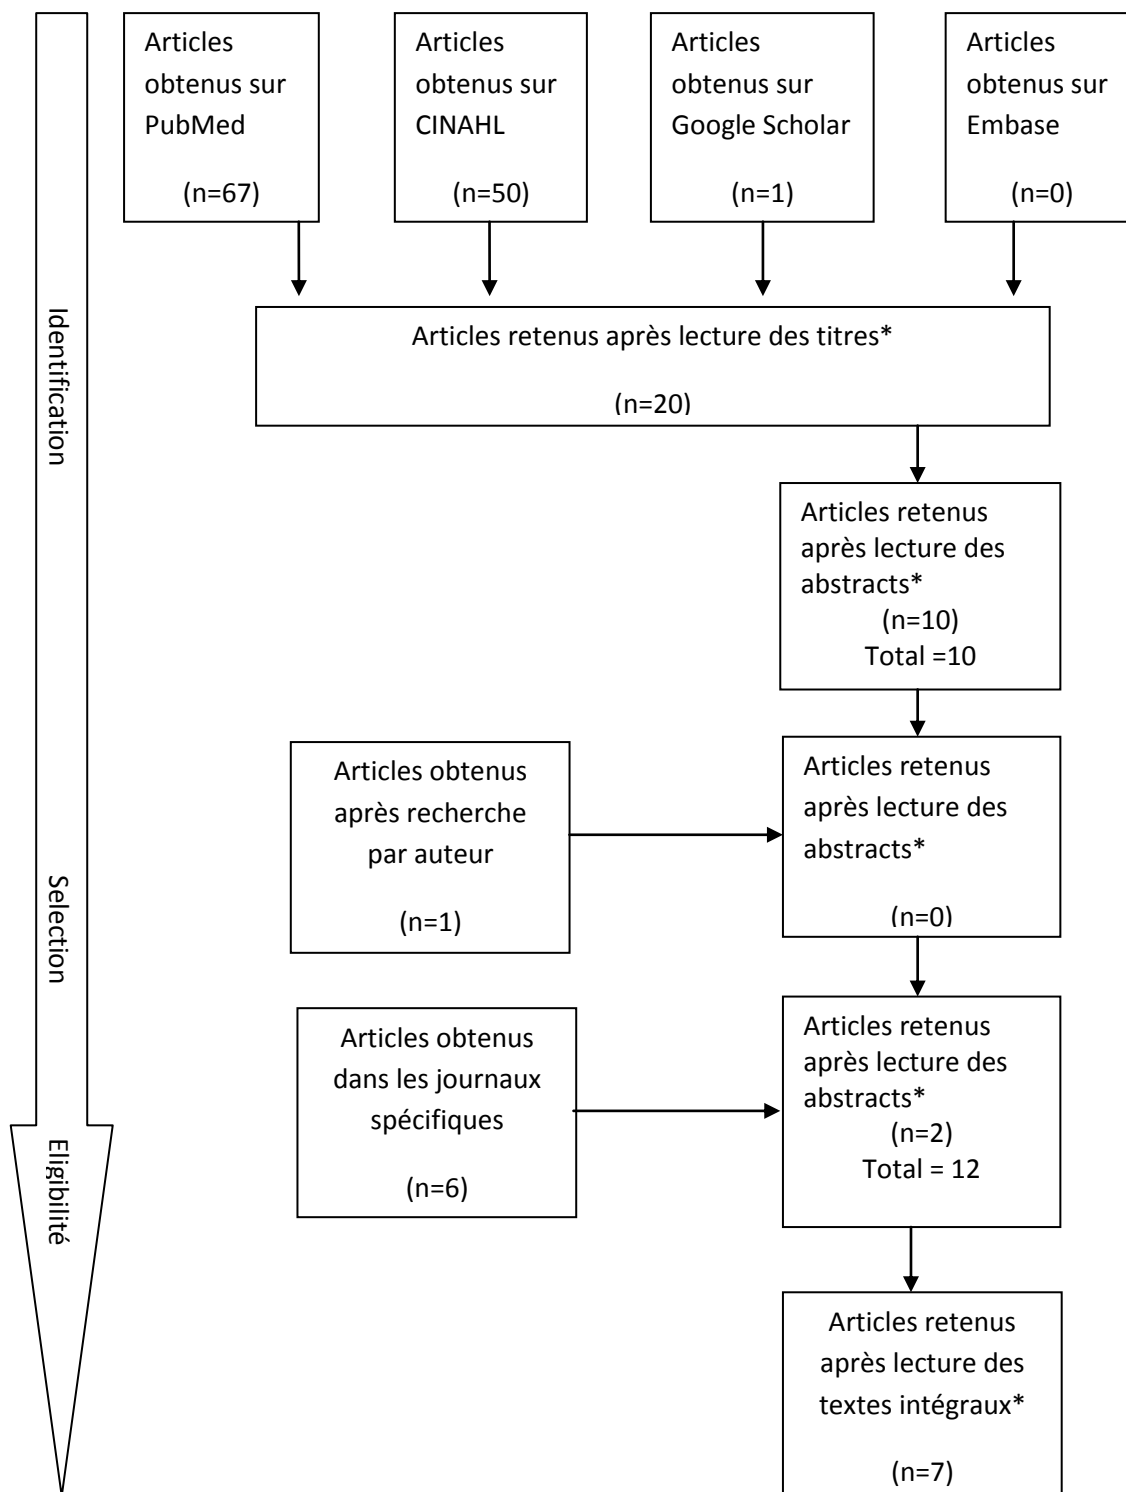 Articles
obtenus sur
PubMed
(n=67)
Articles
obtenus sur
CINAHL
(n=50)
Articles
obtenus sur
Google Scholar
(n=1)
Articles
obtenus sur
Embase
(n=0)
Identification
Articles retenus après lecture des titres*
(n=20)
Articles retenus
après lecture des
abstracts*
(n=10)
Total =10
Selection
Articles obtenus
après recherche
par auteur
(n=1)
Articles retenus
après lecture des
abstracts*
(n=0)
Articles obtenus
dans les journaux
spécifiques
(n=6)
Articles retenus
après lecture des
abstracts*
(n=2)
Total = 12
Eligibilité
Articles retenus
après lecture des
textes intégraux*
(n=7)